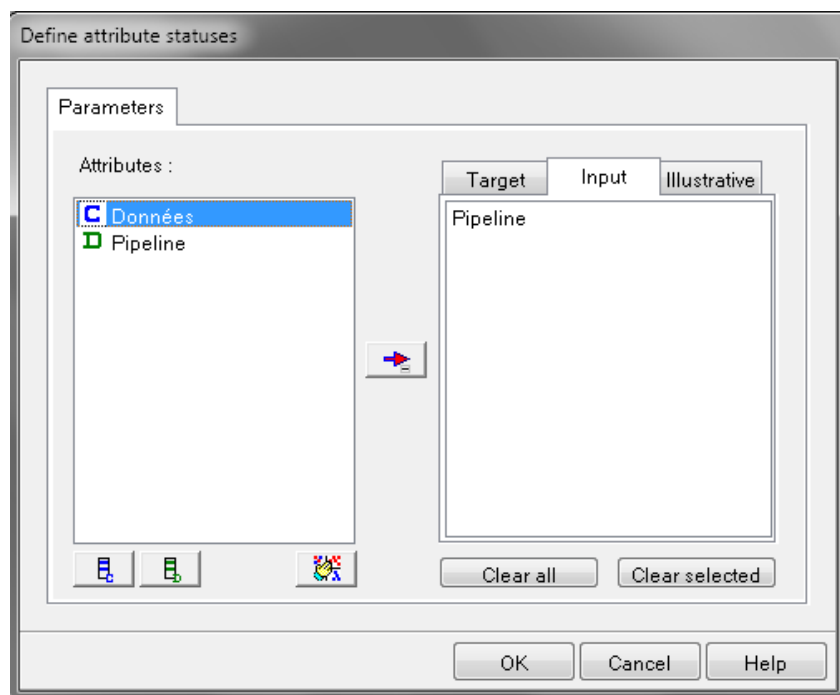 Define attribute statuses
Parameters
Attributes :
C Données
D Pipeline
Target Input Illustrative
Pipeline
Clear all Clear selected
OK Cancel Help